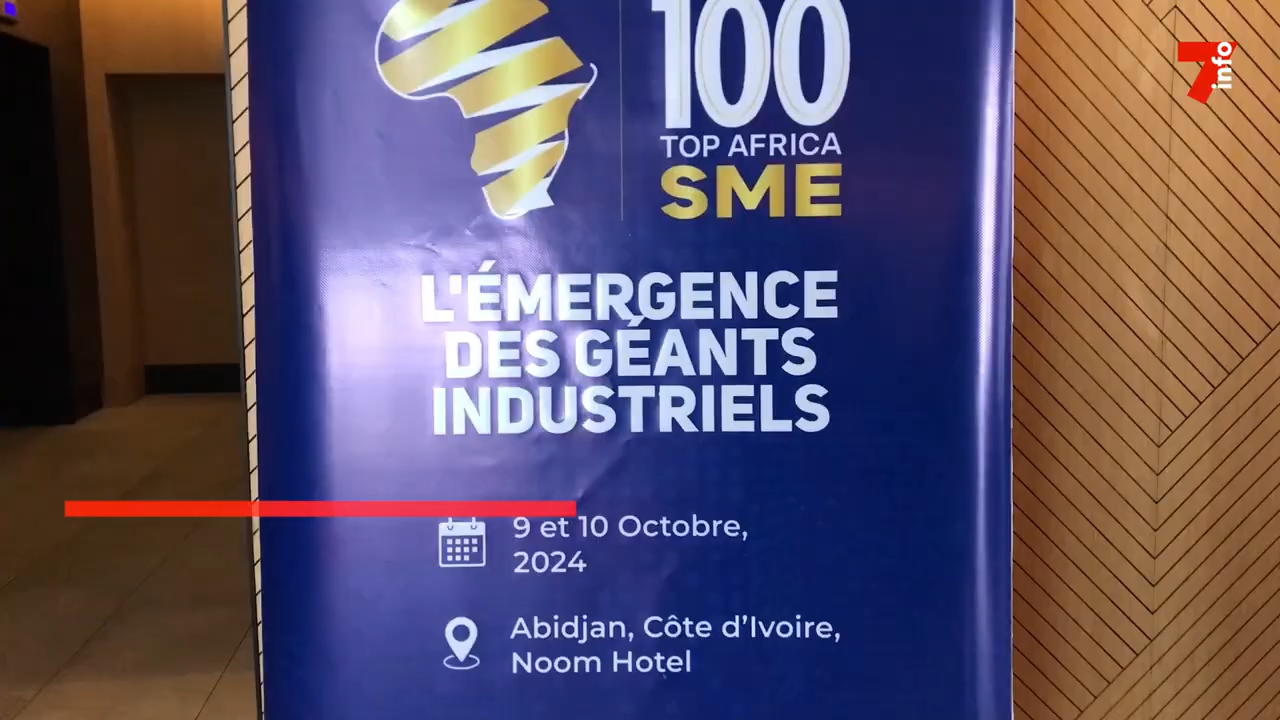 100
TOP AFRICA
SME
L'ÉMERGENCE
DES GÉANTS
INDUSTRIELS
9 et 10 Octobre,
2024
Abidjan, Côte d'Ivoire,
Noom Hotel
7info